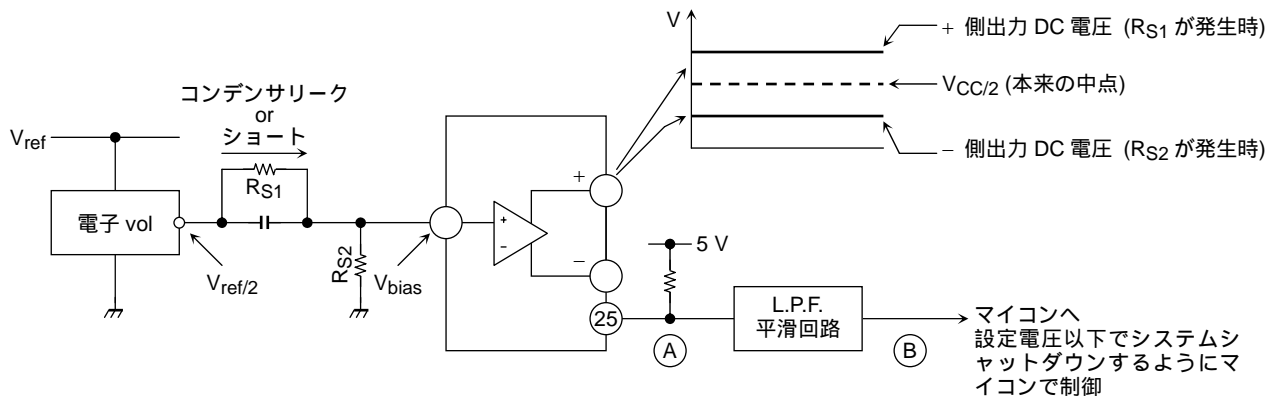 V
+ 側出力 DC 電圧 (RS1 が発生時)
VCC/2 (本来の中点)
− 側出力 DC 電圧 (RS2 が発生時)
コンデンサリーク
or
ショート
Vref
RS1
電子 vol
Vref/2
RS2
Vbias
+
−
+
−
25
5 V
A
L.P.F.
平滑回路
B
マイコンへ
設定電圧以下でシステムシ
ャットダウンするようにマ
イコンで制御